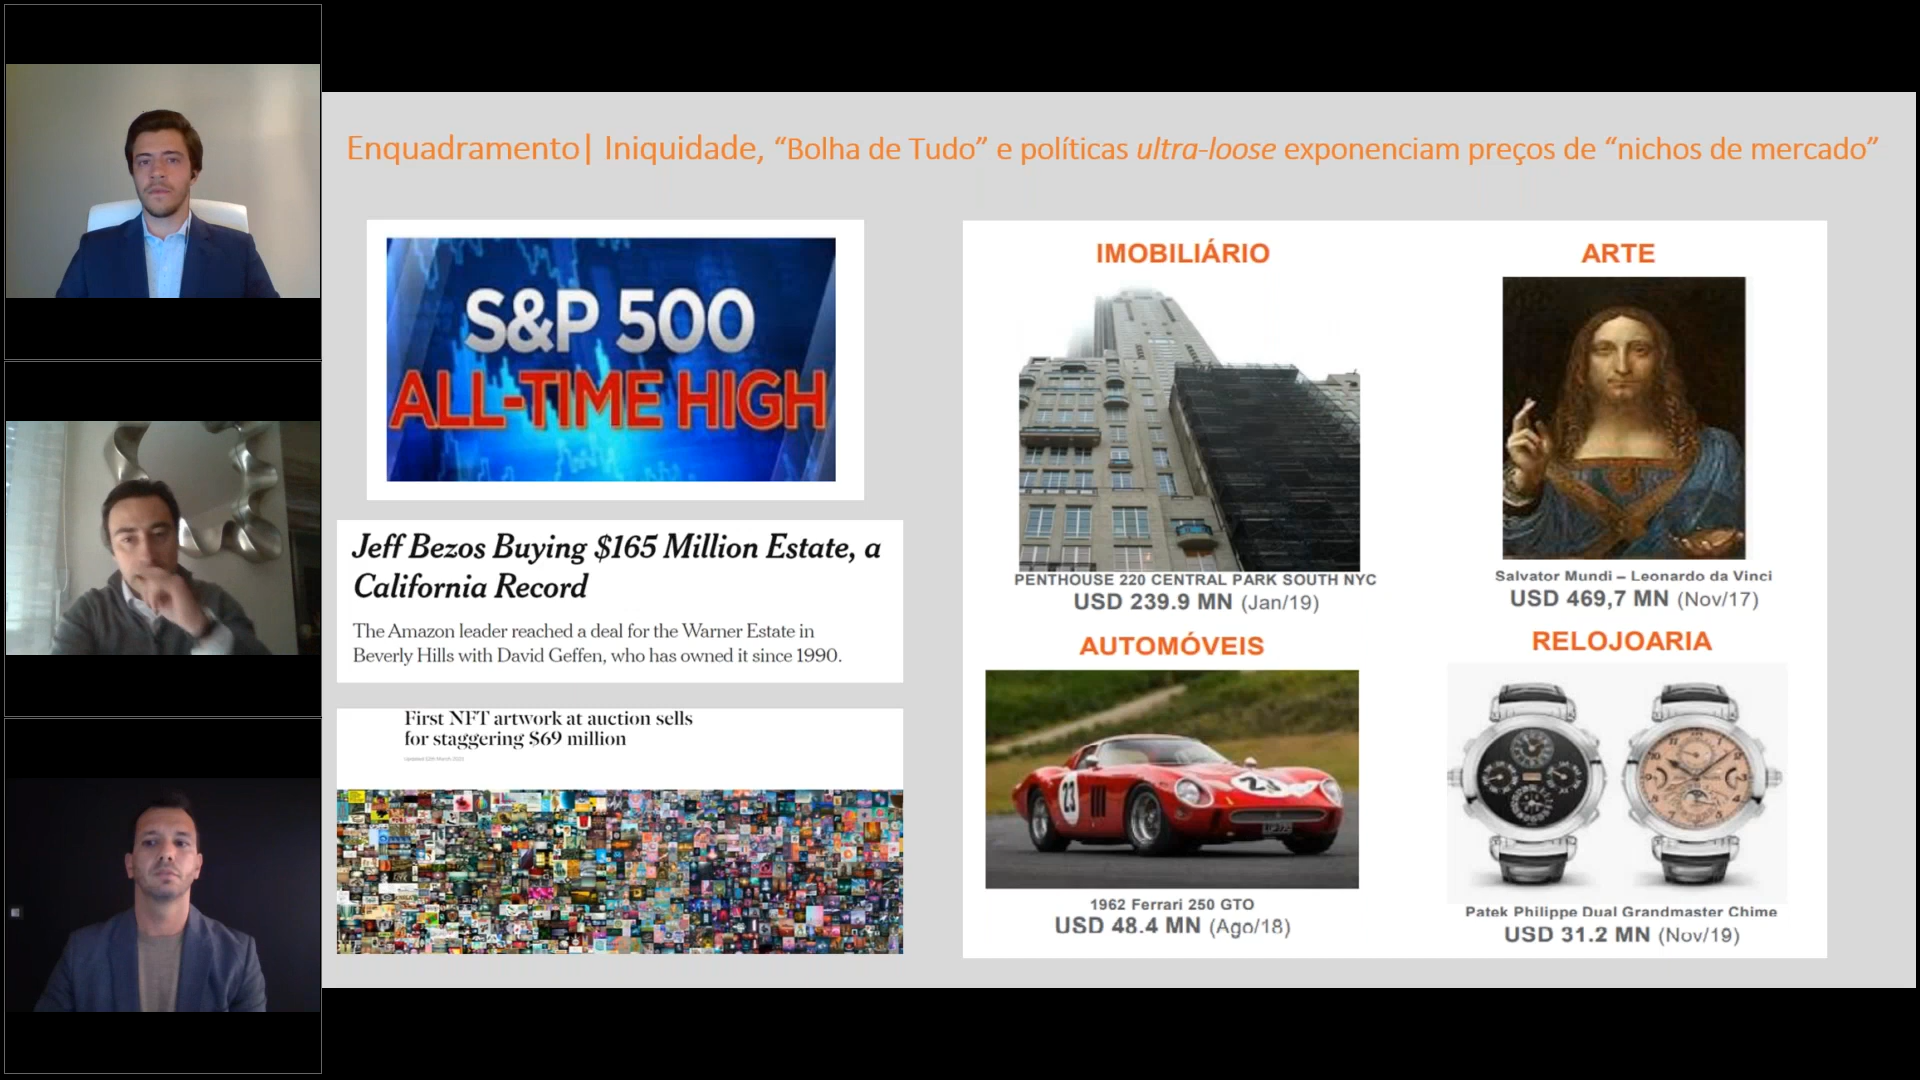 Enquadramento| Iniquidade, “Bolha de Tudo” e políticas ultra-loose exponenciam preços de “nichos de mercado”
S&P 500
ALL-TIME HIGH
Jeff Bezos Buying $165 Million Estate, a
California Record
The Amazon leader reached a deal for the Warner Estate in
Beverly Hills with David Geffen, who has owned it since 1990.
First NFT artwork at auction sells
for staggering $69 million
IMOBILIÁRIO
PENTHOUSE 220 CENTRAL PARK SOUTH NYC
USD 239.9 MN (Jan/19)
ARTE
Salvator Mundi – Leonardo da Vinci
USD 469,7 MN (Nov/17)
AUTOMÓVEIS
23
1962 Ferrari 250 GTO
USD 48.4 MN (Ago/18)
RELOJOARIA
Patek Philippe Dual Grandmaster Chime
USD 31.2 MN (Nov/19)